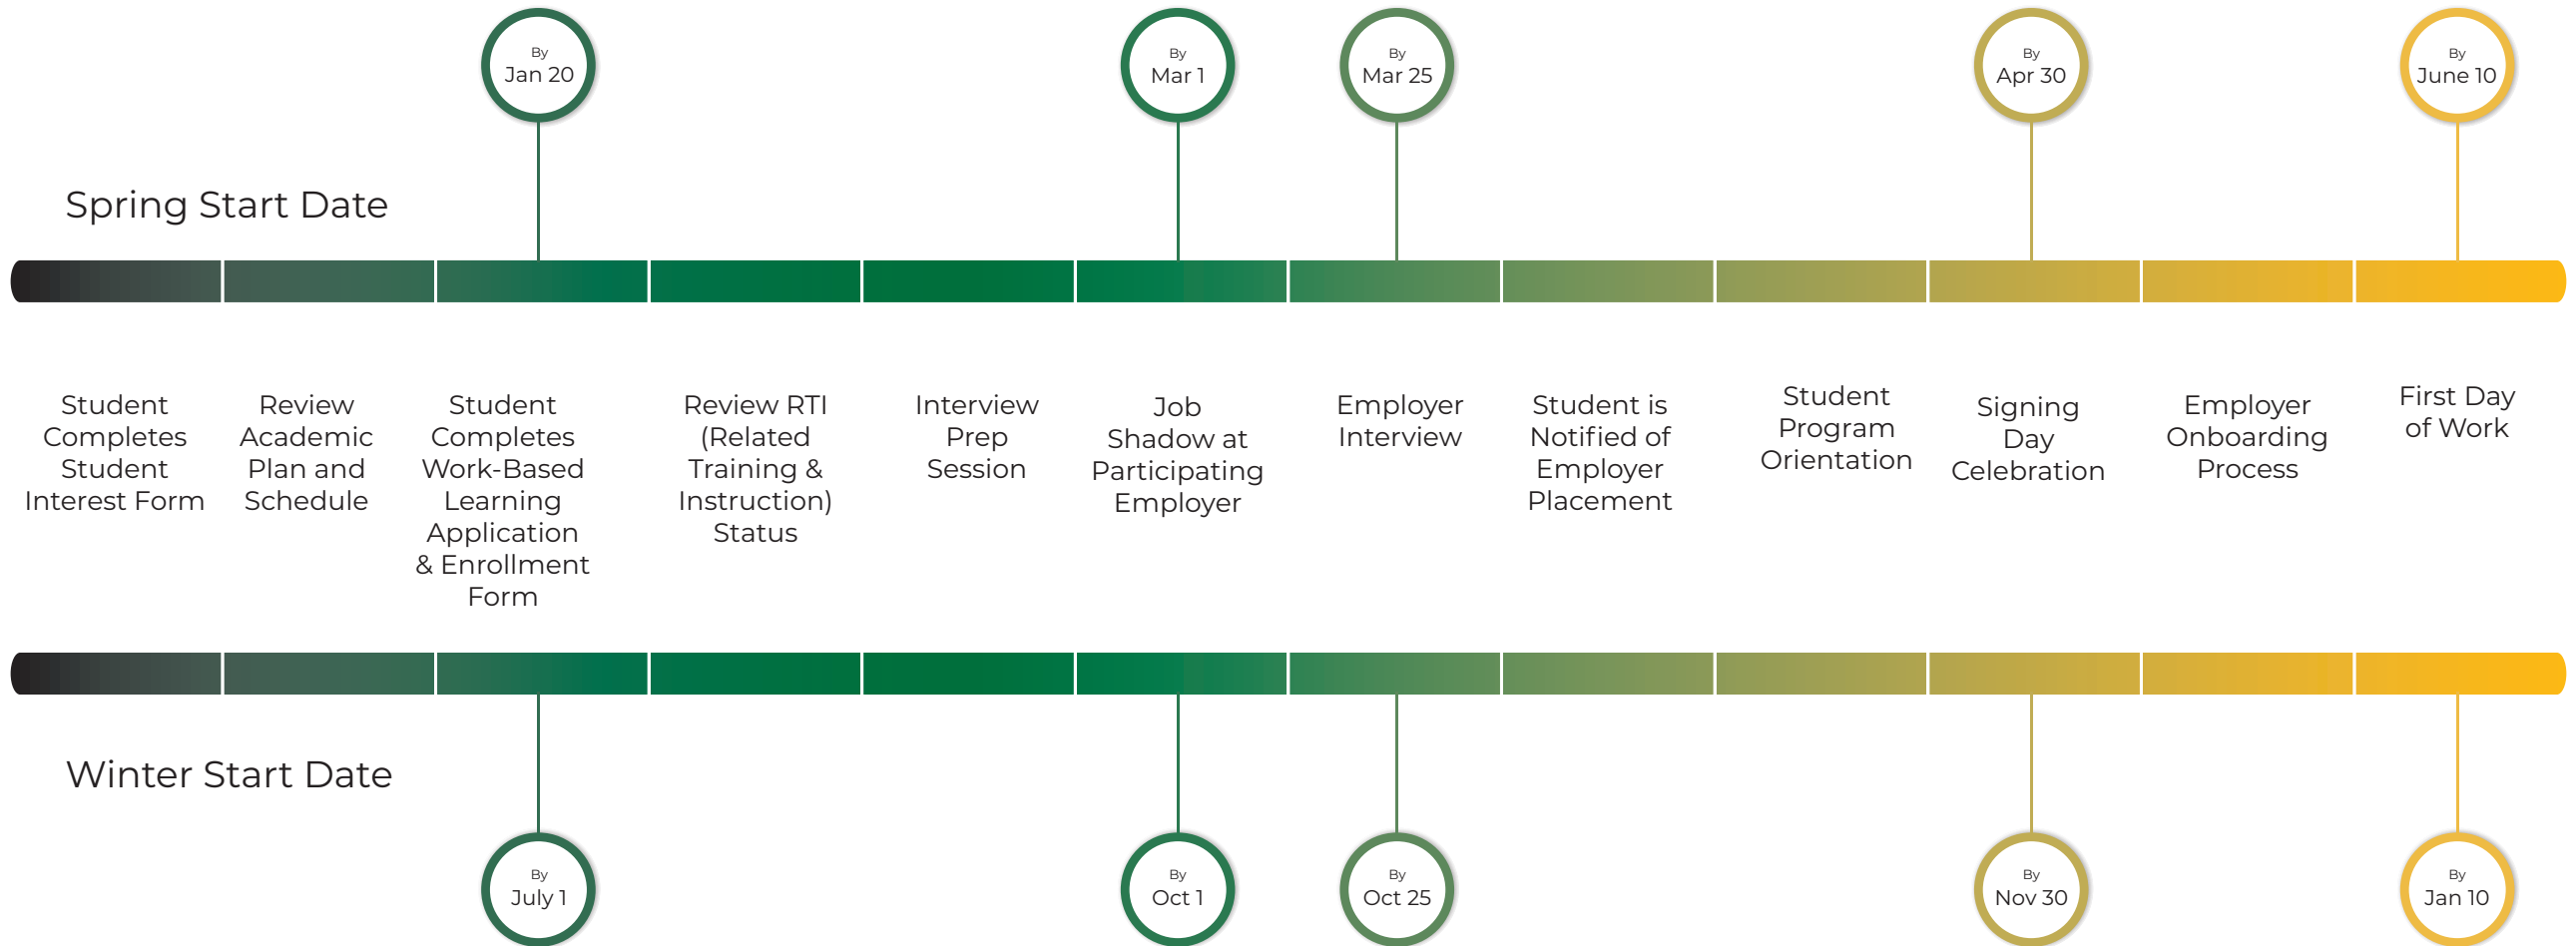 By
Jan 20
By
Mar 1
By
Mar 25
By
Apr 30
By
June 10
Spring Start Date
Student
Completes
Student
Interest Form
Review
Academic
Plan and
Schedule
Student
Completes
Work-Based
Learning
Application
& Enrollment
Form
Review RTI
(Related
Training &
Instruction)
Status
Interview
Prep
Session
Job
Shadow at
Participating
Employer
Employer
Interview
Student is
Notified of
Employer
Placement
Student
Program
Orientation
Signing
Day
Celebration
Employer
Onboarding
Process
First Day
of Work
Winter Start Date
By
July 1
By
Oct 1
By
Oct 25
By
Nov 30
By
Jan 10